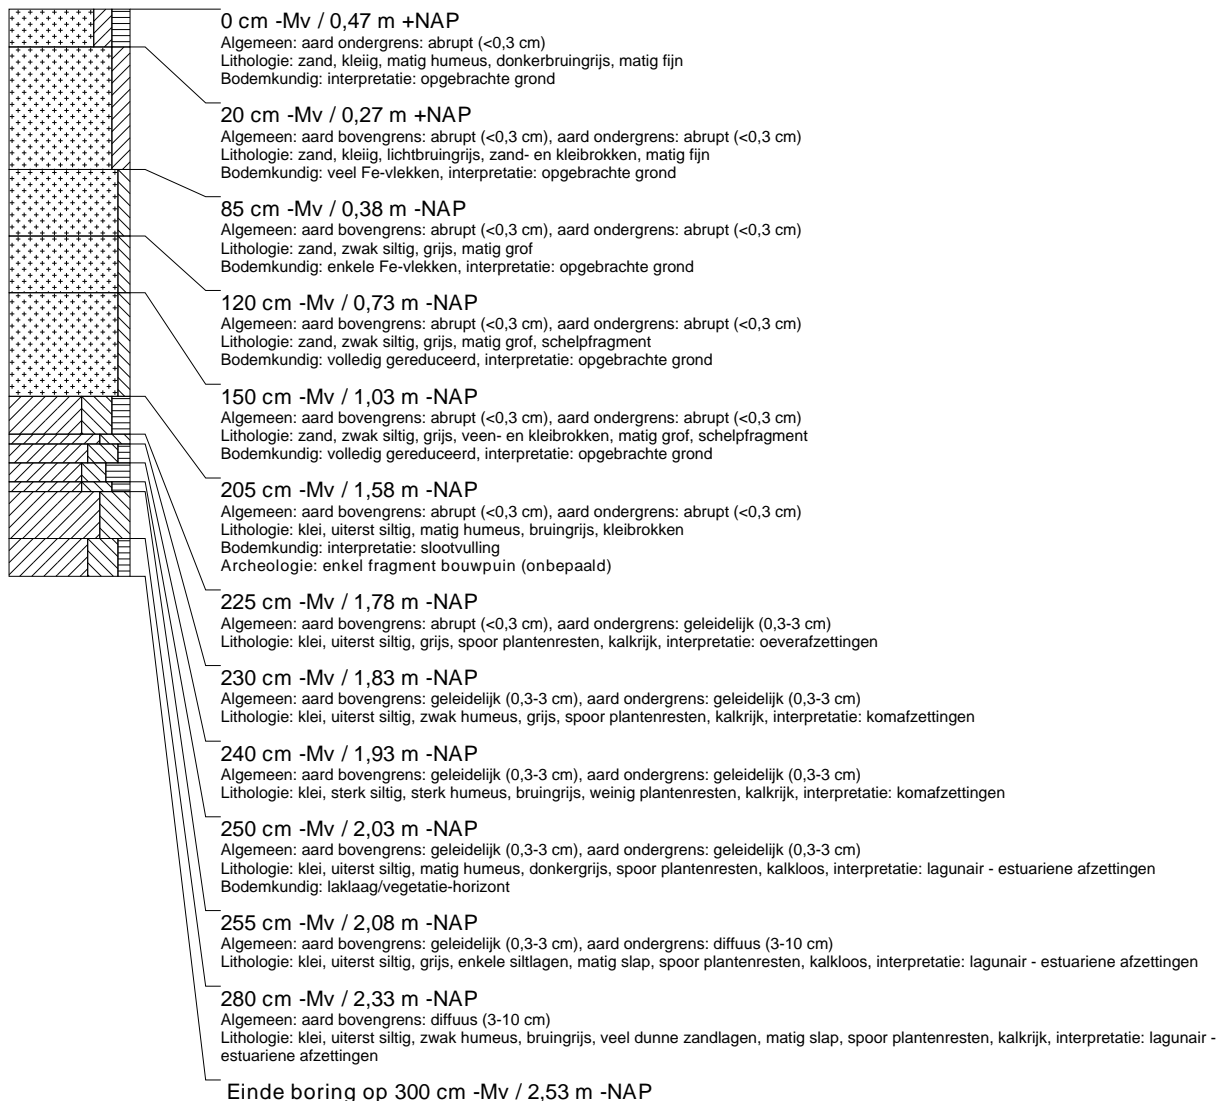 0 cm -Mv / 0,47 m +NAP
Algemeen: aard ondergrens: abrupt (<0,3 cm)
Lithologie: zand, kleiig, matig humeus, donkerbruingrijs, matig fijn
Bodemkundig: interpretatie: opgebrachte grond
20 cm -Mv / 0,27 m +NAP
Algemeen: aard bovengrens: abrupt (<0,3 cm), aard ondergrens: abrupt (<0,3 cm)
Lithologie: zand, kleiig, lichtbruingrijs, zand- en kleibrokken, matig fijn
Bodemkundig: veel Fe-vlekken, interpretatie: opgebrachte grond
85 cm -Mv / 0,38 m -NAP
Algemeen: aard bovengrens: abrupt (<0,3 cm), aard ondergrens: abrupt (<0,3 cm)
Lithologie: zand, zwak siltig, grijs, matig grof
Bodemkundig: enkele Fe-vlekken, interpretatie: opgebrachte grond
120 cm -Mv / 0,73 m -NAP
Algemeen: aard bovengrens: abrupt (<0,3 cm), aard ondergrens: abrupt (<0,3 cm)
Lithologie: zand, zwak siltig, grijs, matig grof, schelpfragment
Bodemkundig: volledig gereduceerd, interpretatie: opgebrachte grond
150 cm -Mv / 1,03 m -NAP
Algemeen: aard bovengrens: abrupt (<0,3 cm), aard ondergrens: abrupt (<0,3 cm)
Lithologie: zand, zwak siltig, grijs, veen- en kleibrokken, matig grof, schelpfragment
Bodemkundig: volledig gereduceerd, interpretatie: opgebrachte grond
205 cm -Mv / 1,58 m -NAP
Algemeen: aard bovengrens: abrupt (<0,3 cm), aard ondergrens: abrupt (<0,3 cm)
Lithologie: klei, uiterst siltig, matig humeus, bruingrijs, kleibrokken
Bodemkundig: interpretatie: slootvulling
Archeologie: enkel fragment bouwpuin (onbepaald)
225 cm -Mv / 1,78 m -NAP
Algemeen: aard bovengrens: abrupt (<0,3 cm), aard ondergrens: geleidelijk (0,3-3 cm)
Lithologie: klei, uiterst siltig, grijs, spoor plantenresten, kalkrijk, interpretatie: oeverafzettingen
230 cm -Mv / 1,83 m -NAP
Algemeen: aard bovengrens: geleidelijk (0,3-3 cm), aard ondergrens: geleidelijk (0,3-3 cm)
Lithologie: klei, uiterst siltig, zwak humeus, grijs, spoor plantenresten, kalkrijk, interpretatie: komafzettingen
240 cm -Mv / 1,93 m -NAP
Algemeen: aard bovengrens: geleidelijk (0,3-3 cm), aard ondergrens: geleidelijk (0,3-3 cm)
Lithologie: klei, sterk siltig, sterk humeus, bruingrijs, weinig plantenresten, kalkrijk, interpretatie: komafzettingen
250 cm -Mv / 2,03 m -NAP
Algemeen: aard bovengrens: geleidelijk (0,3-3 cm), aard ondergrens: geleidelijk (0,3-3 cm)
Lithologie: klei, uiterst siltig, matig humeus, donkergrijs, spoor plantenresten, kalkloos, interpretatie: lagunair - estuariene afzettingen
Bodemkundig: laklaag/vegetatie-horizont
255 cm -Mv / 2,08 m -NAP
Algemeen: aard bovengrens: geleidelijk (0,3-3 cm), aard ondergrens: diffuus (3-10 cm)
Lithologie: klei, uiterst siltig, grijs, enkele siltlagen, matig slap, spoor plantenresten, kalkloos, interpretatie: lagunair - estuariene afzettingen
280 cm -Mv / 2,33 m -NAP
Algemeen: aard bovengrens: diffuus (3-10 cm)
Lithologie: klei, uiterst siltig, zwak humeus, bruingrijs, veel dunne zandlagen, matig slap, spoor plantenresten, kalkrijk, interpretatie: lagunair -
estuariene afzettingen
Einde boring op 300 cm -Mv / 2,53 m -NAP